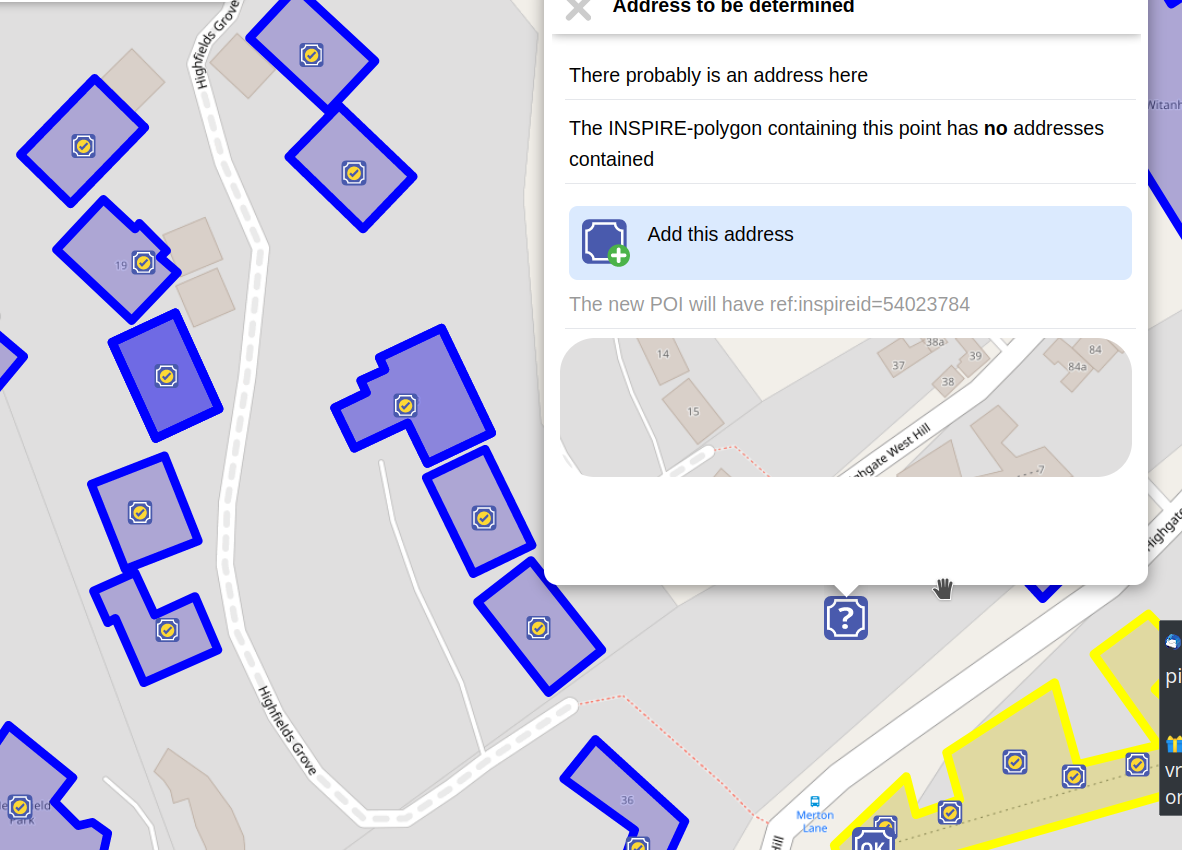 Address to be determined
There probably is an address here
The INSPIRE-polygon containing this point has no addresses
contained
Add this address
The new POI will have ref:inspireid=54023784
14
15
37
38a
38
39
84
84a
ghgate West Hill
7
Highfields Grove
Witanh
19
?
Highgate
Highfields Grove
36
Merton
Lane
Hill
OK
Park
pi
vr
or